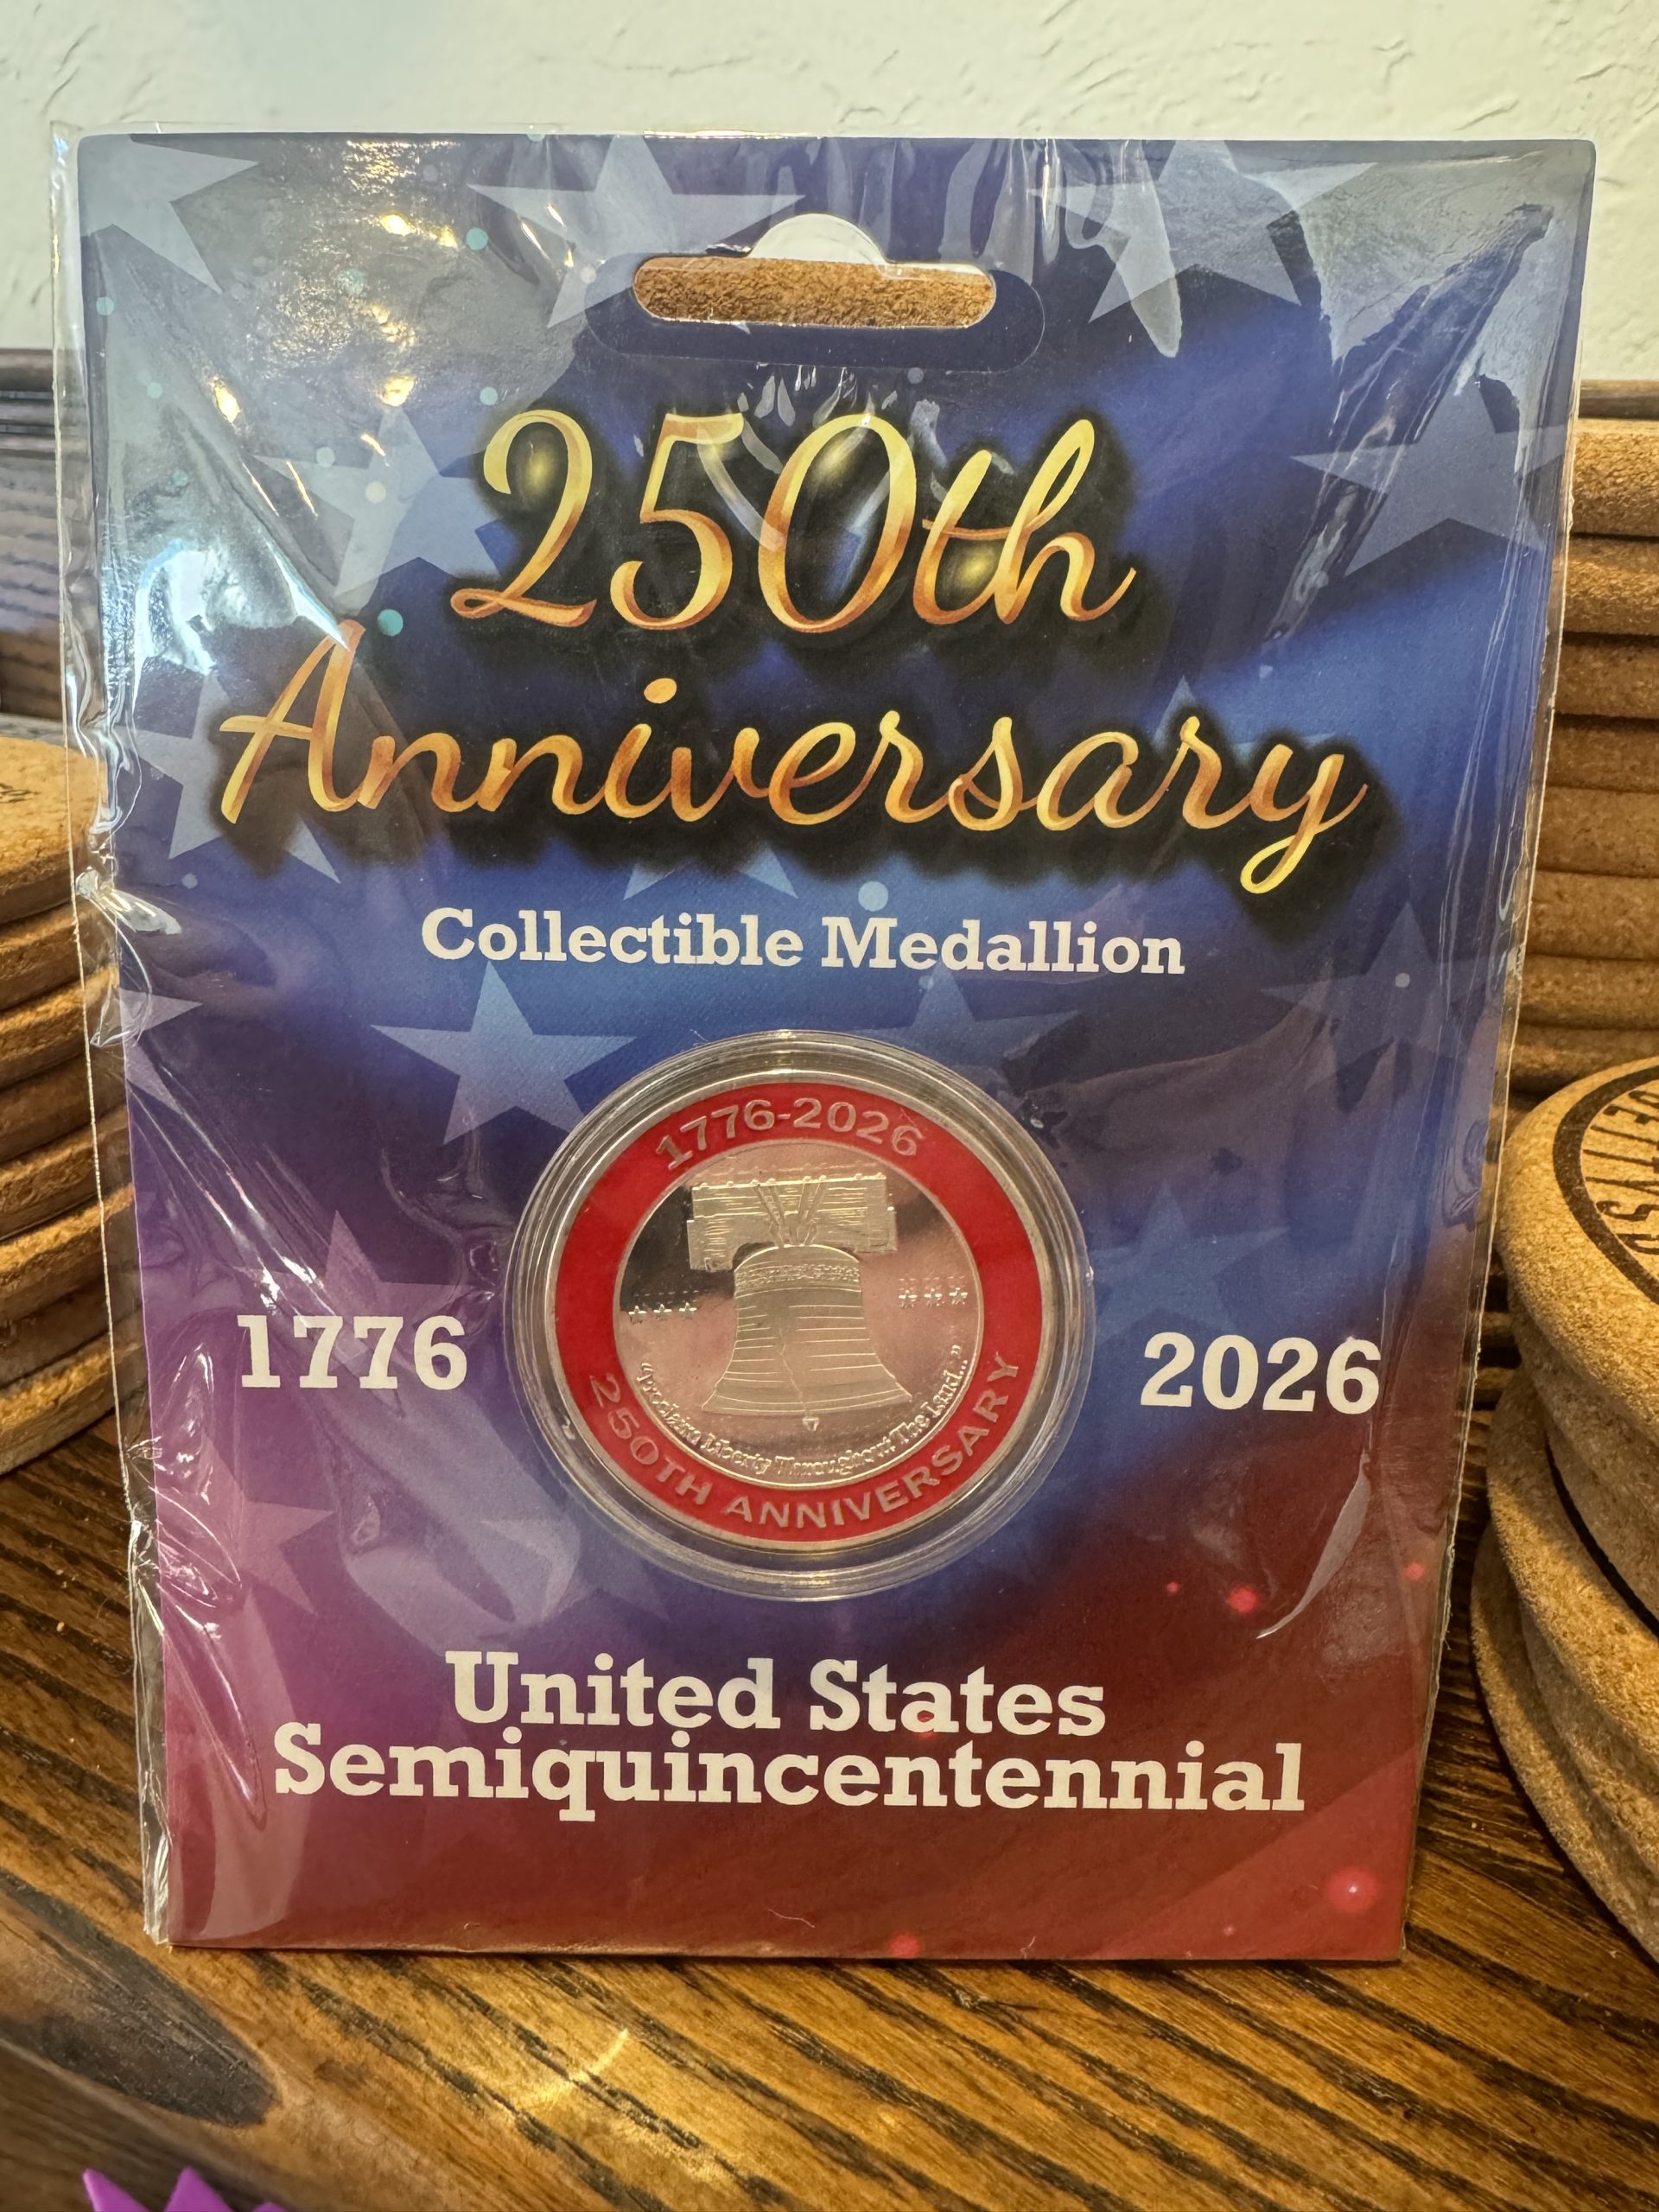 250th
Anniversary
Collectible Medallion
1776-2026
"Proclaim Liberty Throughout The Land..."
250TH ANNIVERSARY
1776
2026
United States
Semiquincentennial